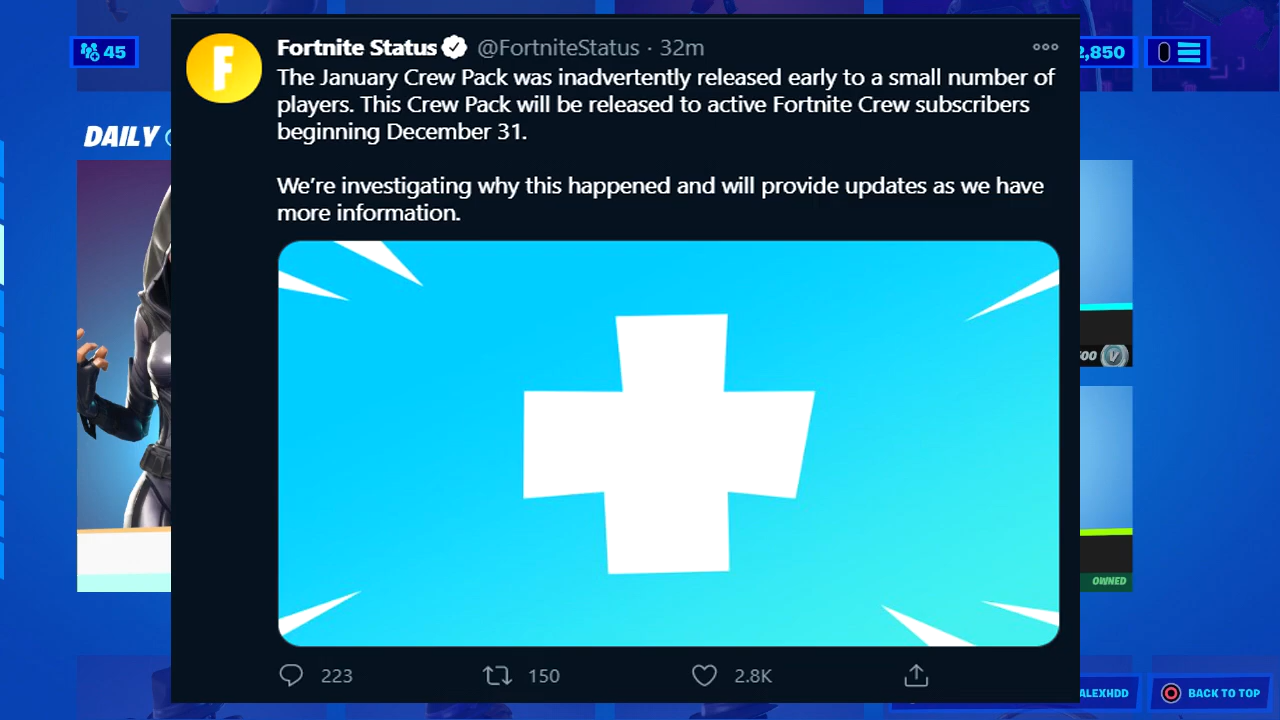 45
2,850
DAILY
Fortnite Status @FortniteStatus · 32m
The January Crew Pack was inadvertently released early to a small number of
players. This Crew Pack will be released to active Fortnite Crew subscribers
beginning December 31.
We're investigating why this happened and will provide updates as we have
more information.
OWNED
223 150 2.8K
ALEXHDD
BACK TO TOP